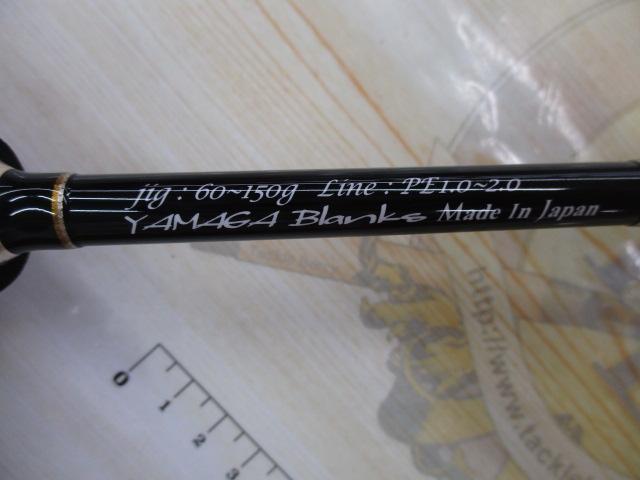 jig : 60~150g Line : PE1.0~2.0
YAMAGA Blanks Made In Japan
http://www.tackle
0 1 2 3